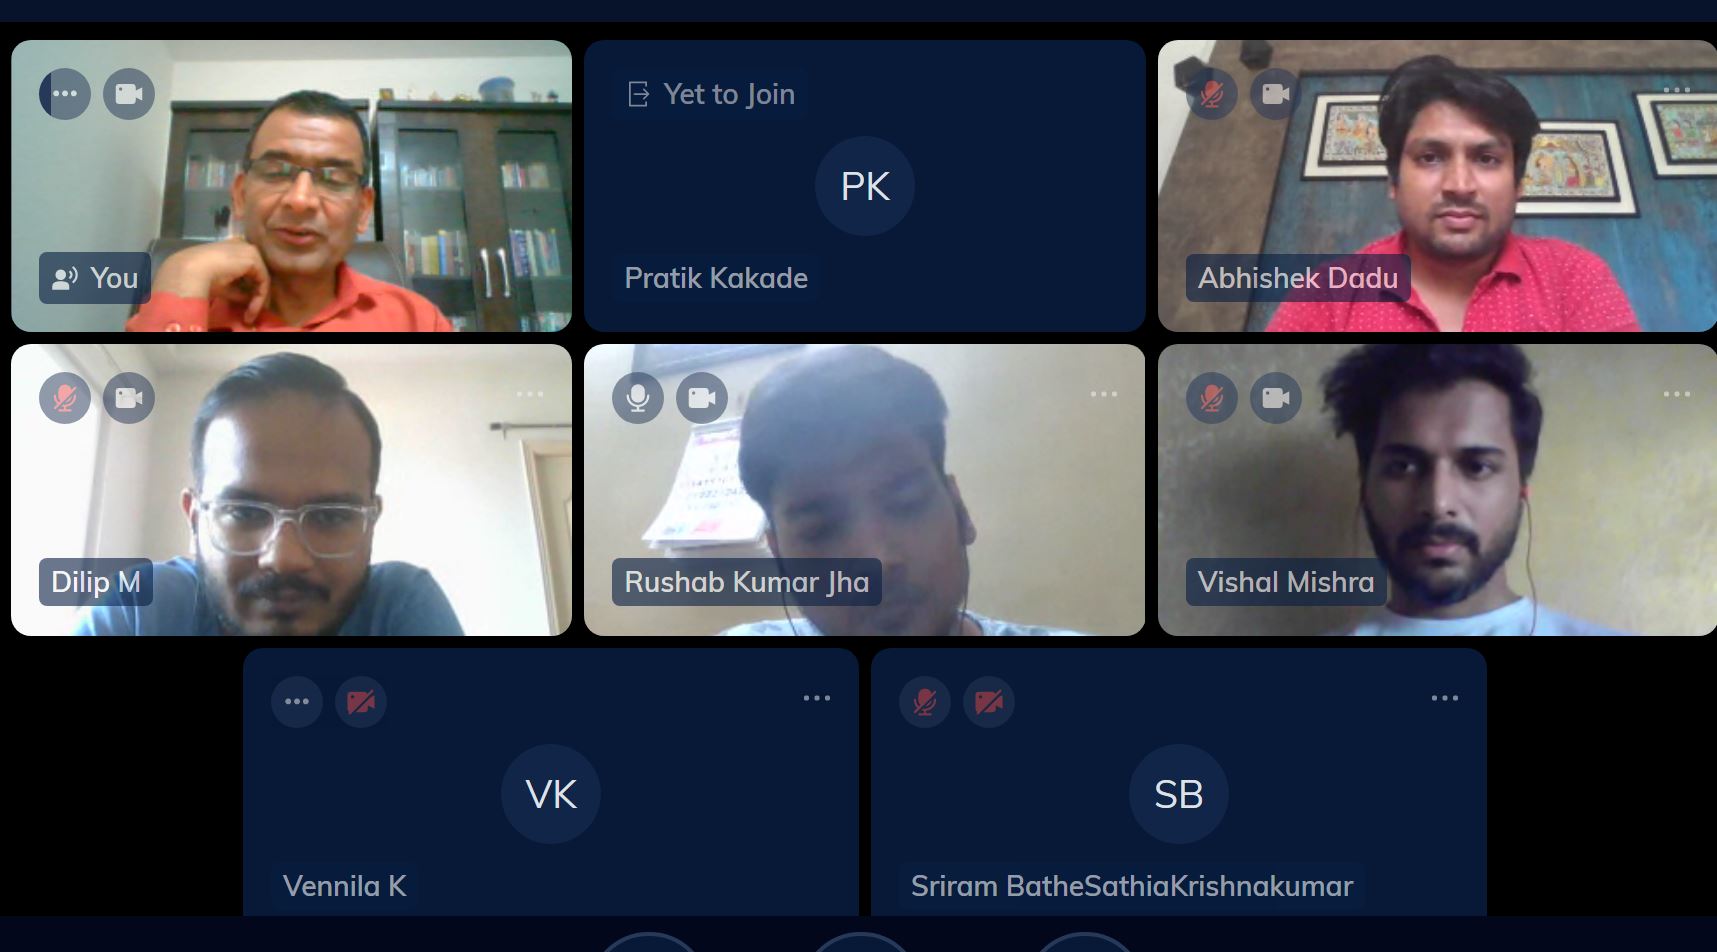 Yet to Join
PK
You
Pratik Kakade
Abhishek Dadu
Dilip M
Rushab Kumar Jha
Vishal Mishra
VK
SB
Vennila K
Sriram BatheSathiaKrishnakumar